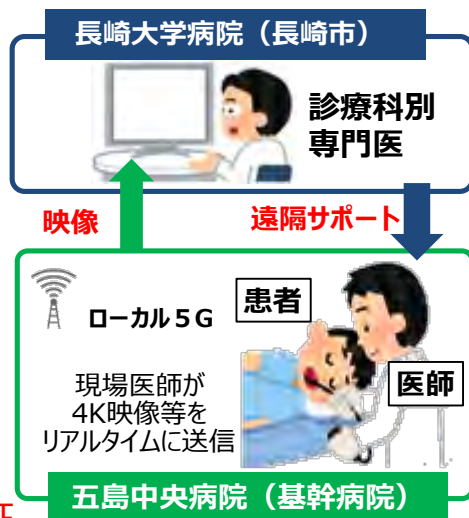 長崎大学病院（長崎市）
診療科別
専門医
映像
遠隔サポート
ローカル５G
患者
医師
現場医師が
4K映像等を
リアルタイムに送信
五島中央病院（基幹病院）